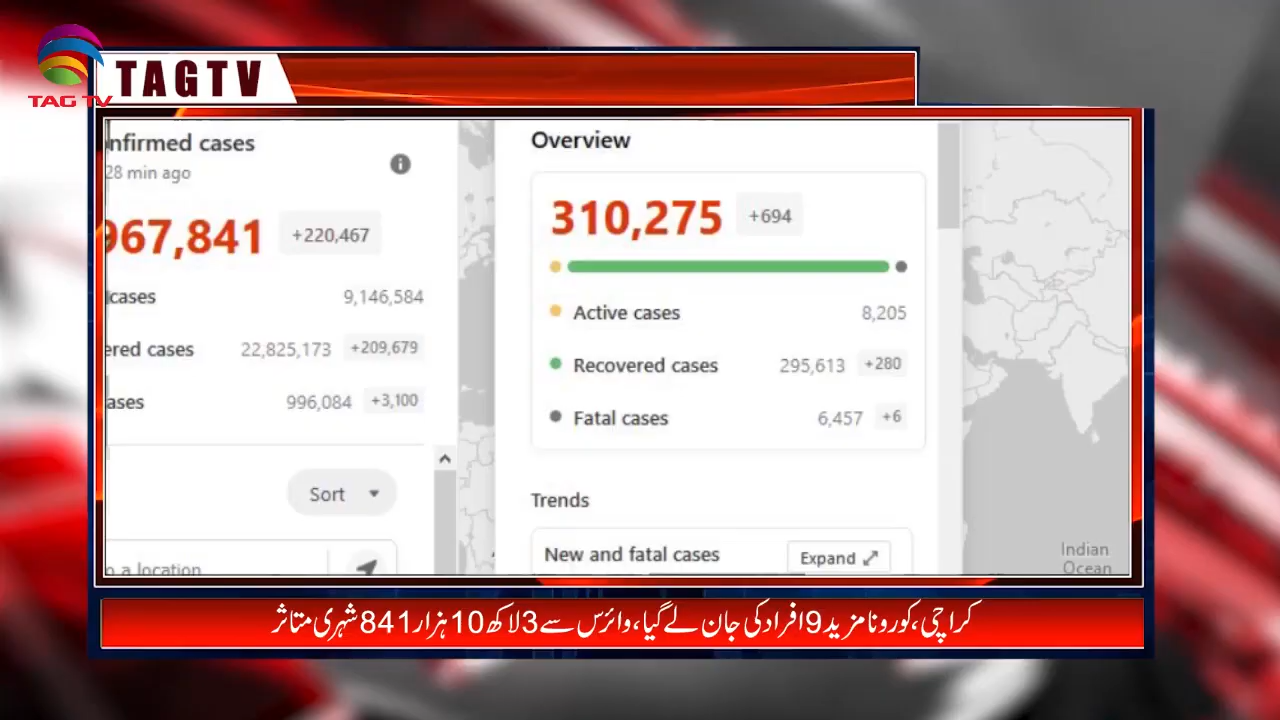 TAG TV
TAGTV
nfirmed cases
28 min ago
967,841 +220,467
cases 9,146,584
ered cases 22,825,173 +209,679
ases 996,084 +3,100
Sort
o a location
Overview
310,275 +694
Active cases 8,205
Recovered cases 295,613 +280
Fatal cases 6,457 +6
Trends
New and fatal cases Expand
Indian
Ocean
کراچی، کورونا مزید 9 افراد کی جان لے گیا، وائرس سے 3 لاکھ 10 ہزار 841 شہری متاثر